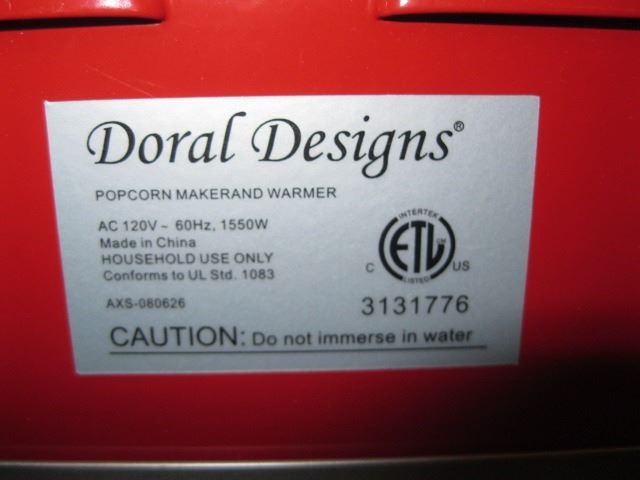 Doral Designs®
POPCORN MAKERAND WARMER
AC 120V ~ 60Hz, 1550W
Made in China
HOUSEHOLD USE ONLY
Conforms to UL Std. 1083
AXS-080626
INTERTEK
ETL CM
C US
LISTED
3131776
CAUTION: Do not immerse in water